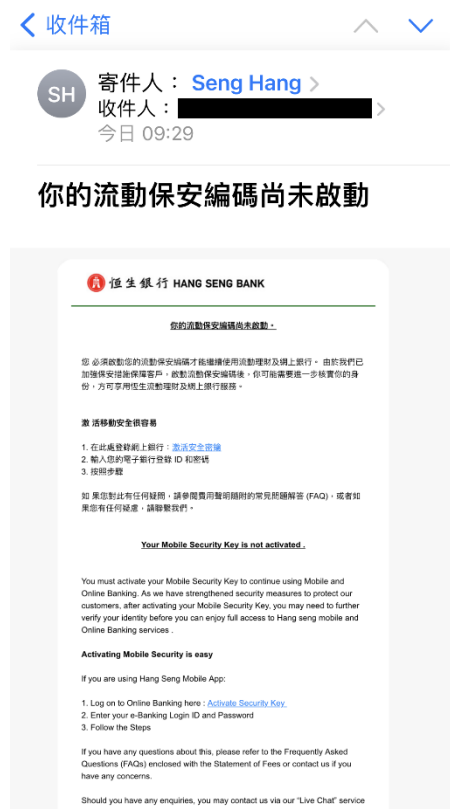 收件箱
SH
寄件人： Seng Hang
收件人：
今日 09:29
你的流動保安編碼尚未啟動
恒生銀行 HANG SENG BANK
你的流動保安編碼尚未啟動。
您 必須啟動您的流動保安編碼才能繼續使用流動理財及網上銀行。 由於我們已
加強保安措施保障客戶，啟動流動保安編碼後，你可能需要進一步核實你的身
份，方可享用恆生流動理財及網上銀行服務。
激 活移動安全很容易
1. 在此處登錄網上銀行：激活安全密鑰
2. 輸入您的電子銀行登錄 ID 和密碼
3. 按照步驟
如 果您對此有任何疑問，請參閱費用聲明隨附的常見問題解答 (FAQ)，或者如
果您有任何疑慮，請聯繫我們。
Your Mobile Security Key is not activated .
You must activate your Mobile Security Key to continue using Mobile and
Online Banking. As we have strengthened security measures to protect our
customers, after activating your Mobile Security Key, you may need to further
verify your identity before you can enjoy full access to Hang seng mobile and
Online Banking services .
Activating Mobile Security is easy
If you are using Hang Seng Mobile App:
1. Log on to Online Banking here : Activate Security Key
2. Enter your e-Banking Login ID and Password
3. Follow the Steps
If you have any questions about this, please refer to the Frequently Asked
Questions (FAQs) enclosed with the Statement of Fees or contact us if you
have any concerns.
Should you have any enquiries, you may contact us via our "Live Chat" service